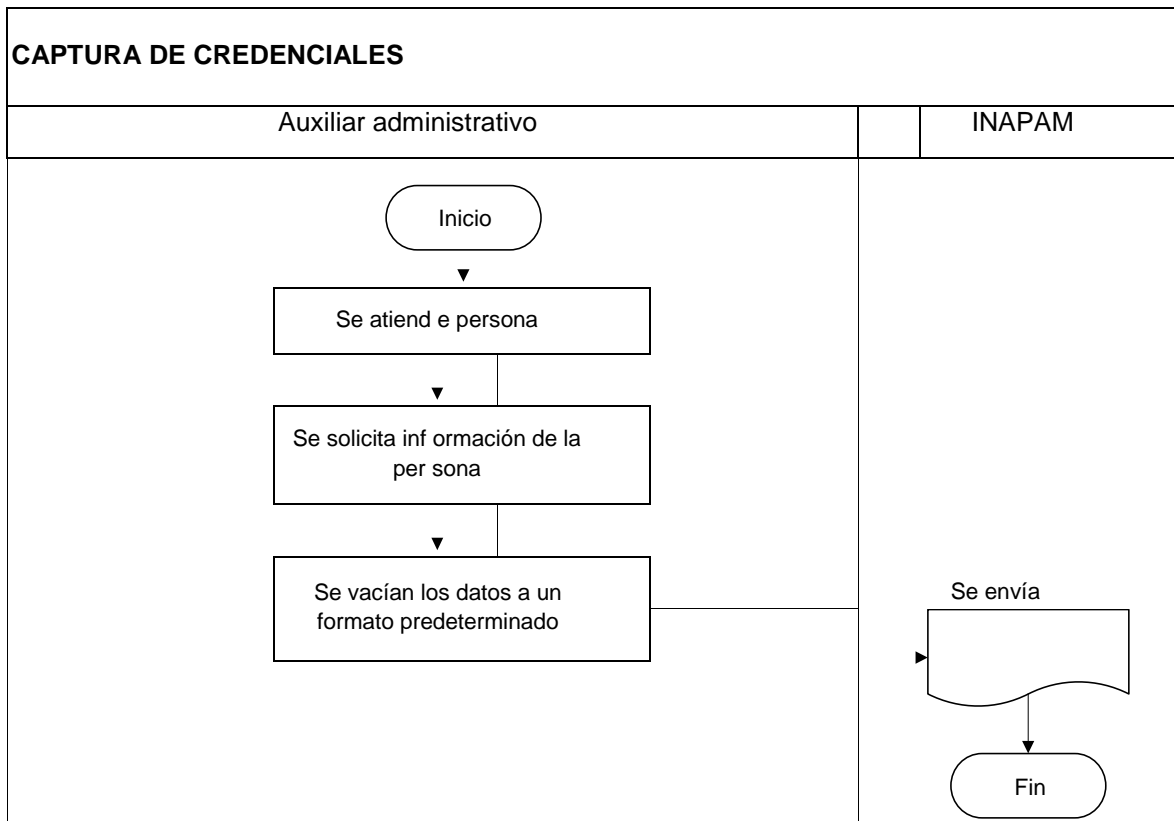 CAPTURA DE CREDENCIALES
Auxiliar administrativo
INAPAM
Inicio
Se atiend e persona
Se solicita inf ormación de la
per sona
Se vacían los datos a un
formato predeterminado
Se envía
Fin